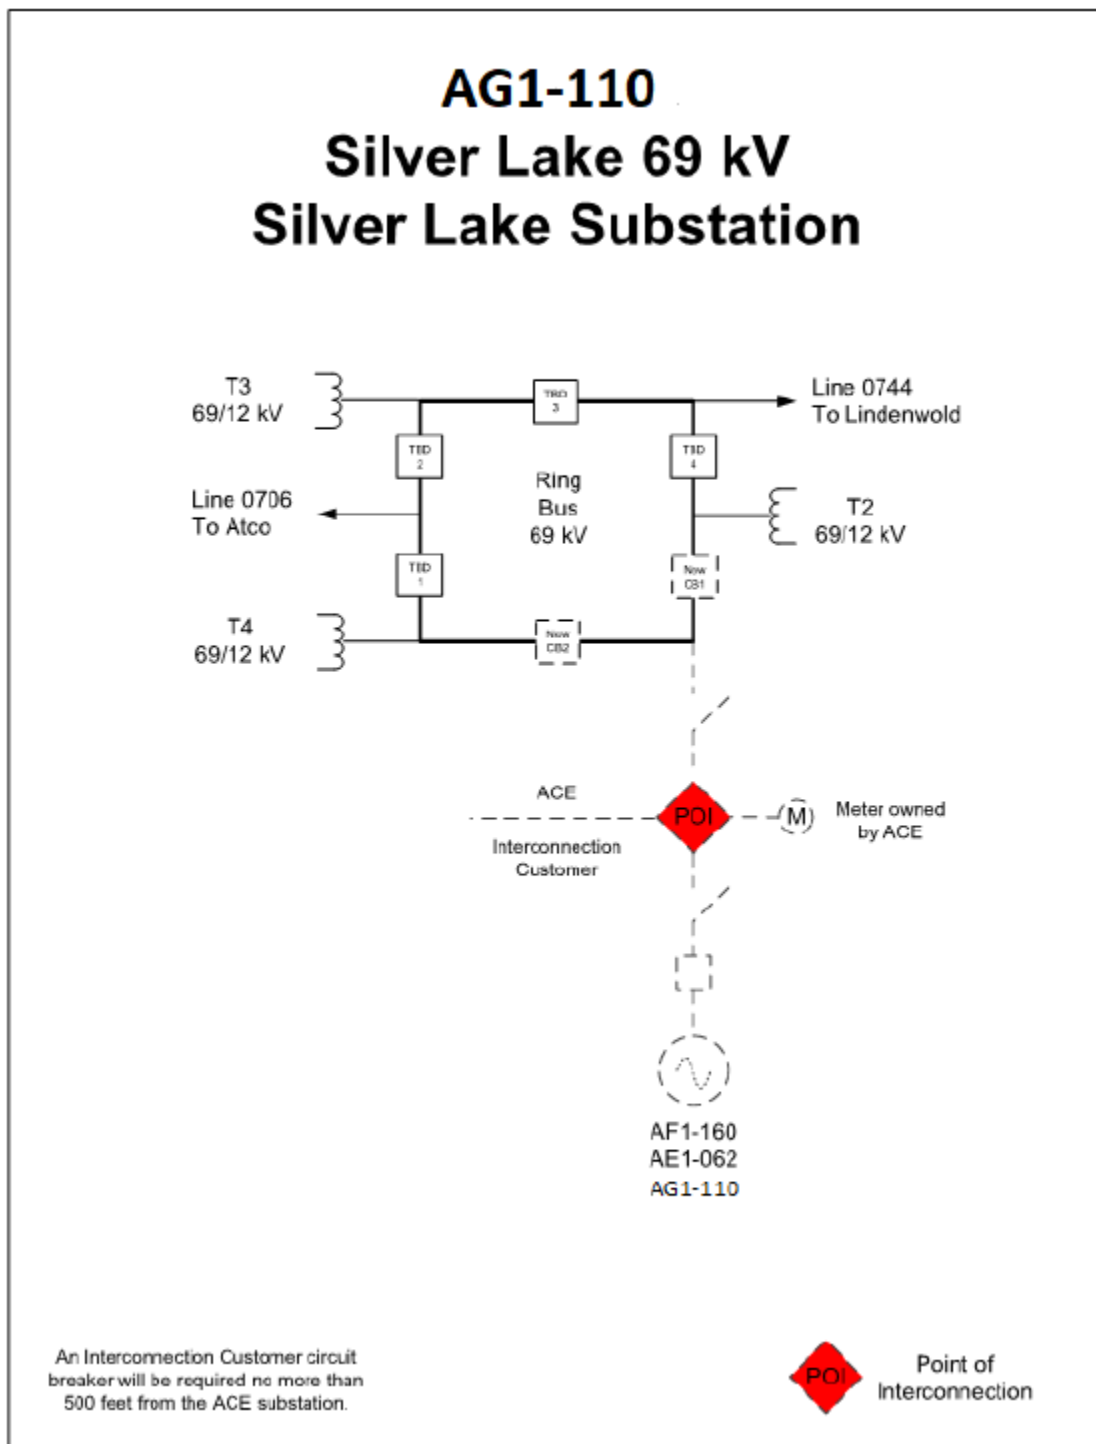 AG1-110
Silver Lake 69 kV
Silver Lake Substation
T3
69/12 kV
TBD
3
Line 0744
To Lindenwold
TBD
2
TBD
4
Line 0706
To Atco
Ring
Bus
69 kV
T2
69/12 kV
TBD
1
New
CB1
T4
69/12 kV
New
CB2
ACE
POI
M
Meter owned
by ACE
Interconnection
Customer
AF1-160
AE1-062
AG1-110
An Interconnection Customer circuit
breaker will be required no more than
500 feet from the ACE substation.
POI
Point of
Interconnection